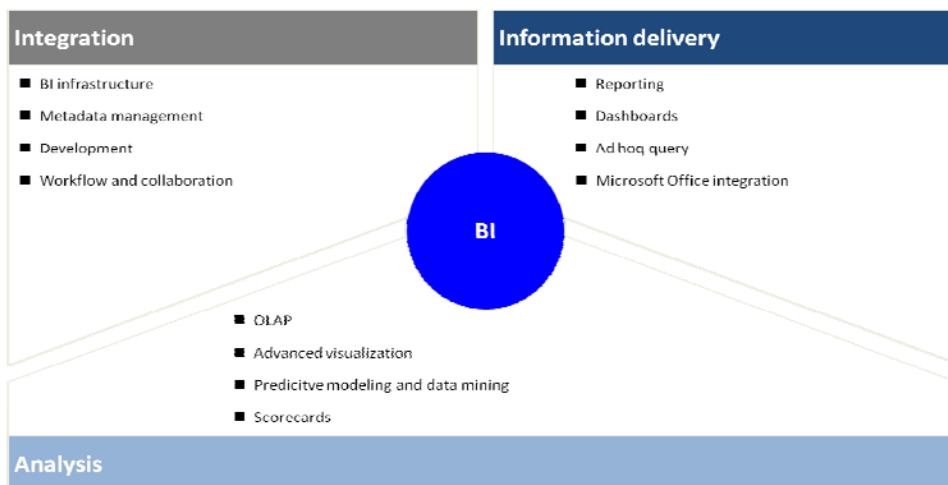 Integration
BI infrastructure
Metadata management
Development
Workflow and collaboration
Information delivery
Reporting
Dashboards
Ad hoq query
Microsoft Office integration
BI
OLAP
Advanced visualization
Predicitve modeling and data mining
Scorecards
Analysis